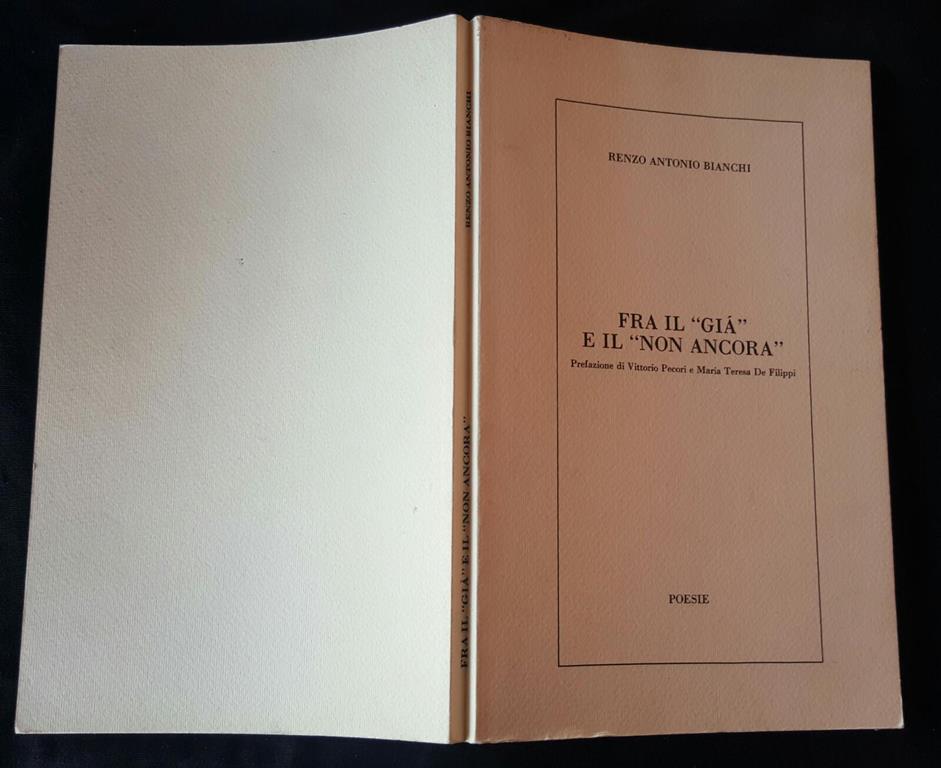 RENZO ANTONIO BIANCHI
FRA IL “GIÁ” E IL “NON ANCORA”
RENZO ANTONIO BIANCHI
FRA IL “GIÁ”
E IL “NON ANCORA”
Prefazione di Vittorio Pecori e Maria Teresa De Filippi
POESIE